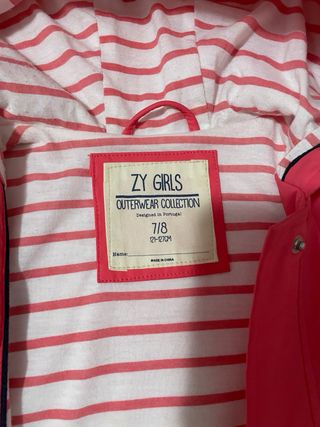 ZY GIRLS
OUTERWEAR COLLECTION
Designed in Portugal
7/8
121-127CM
Name:
MADE IN CHINA